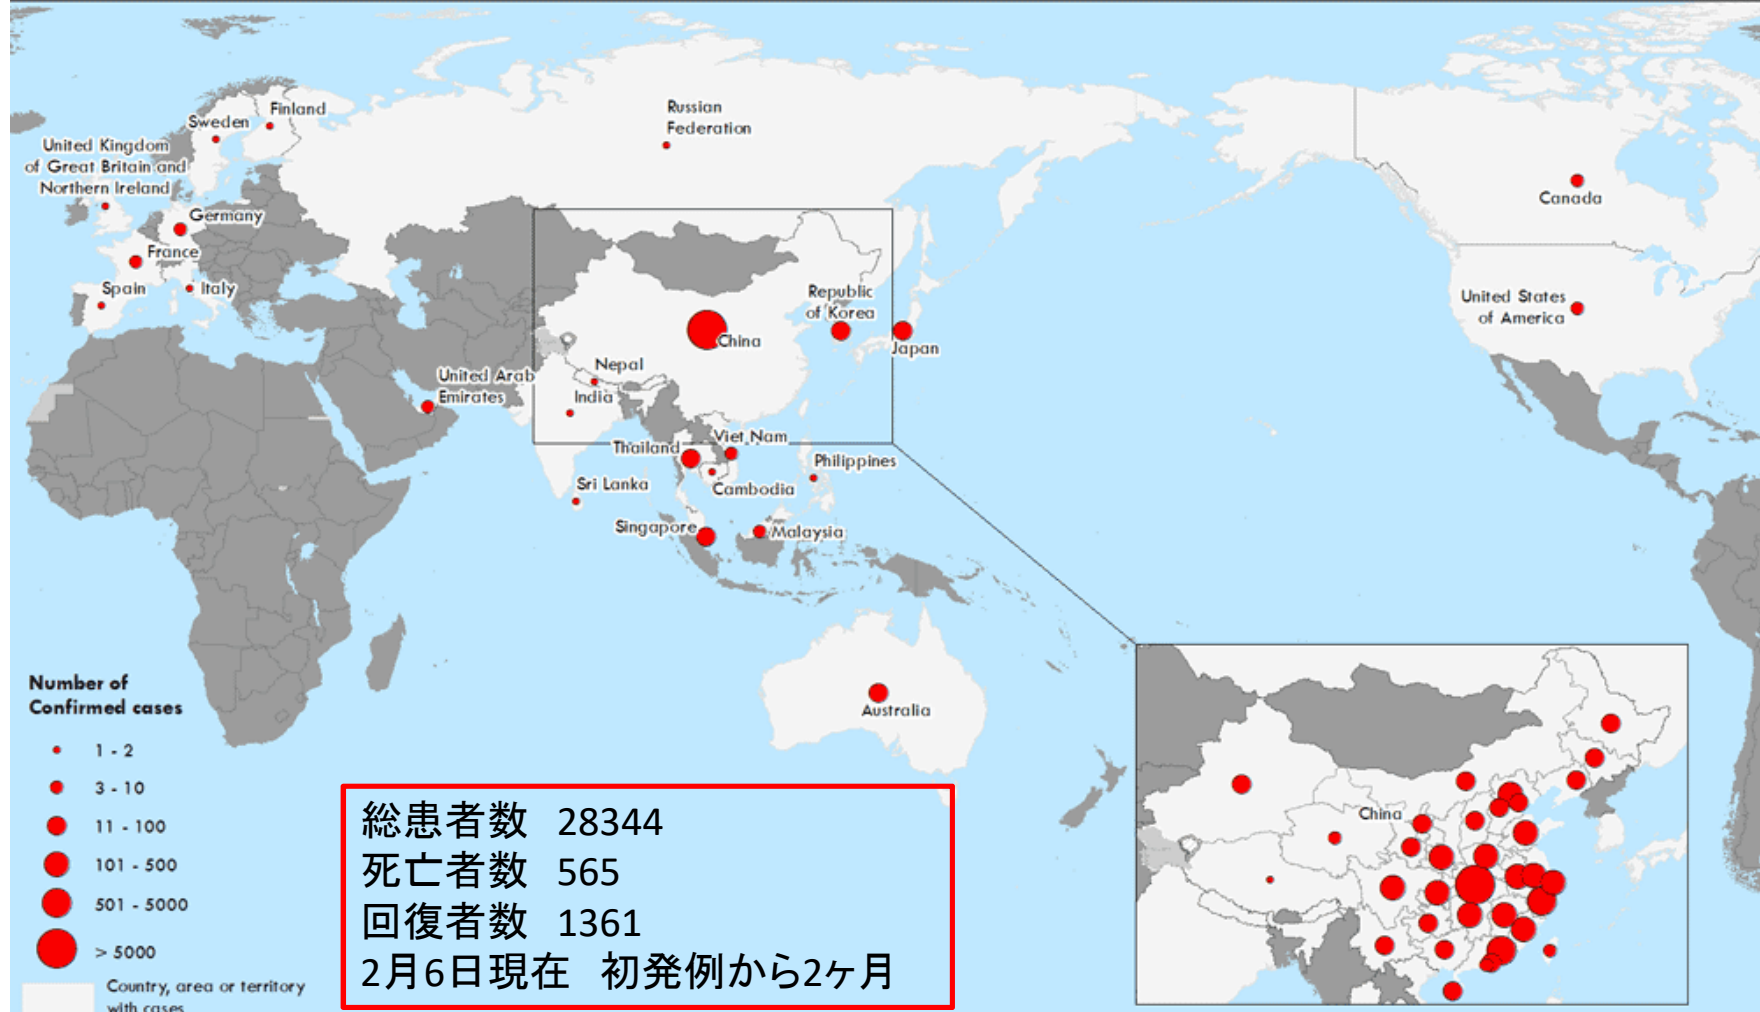 Finland
Sweden
Russian
Federation
United Kingdom
of Great Britain and
Northern Ireland
Germany
France
Spain
Italy
Canada
United States
of America
Republic
of Korea
China
Japan
Nepal
India
United Arab
Emirates
Thailand
Viet Nam
Philippines
Cambodia
Sri Lanka
Singapore
Malaysia
Australia
China
Number of
Confirmed cases
1 - 2
3 - 10
11 - 100
101 - 500
501 - 5000
> 5000
Country, area or territory
with cases
総患者数 28344
死亡者数 565
回復者数 1361
2月6日現在 初発例から2ヶ月